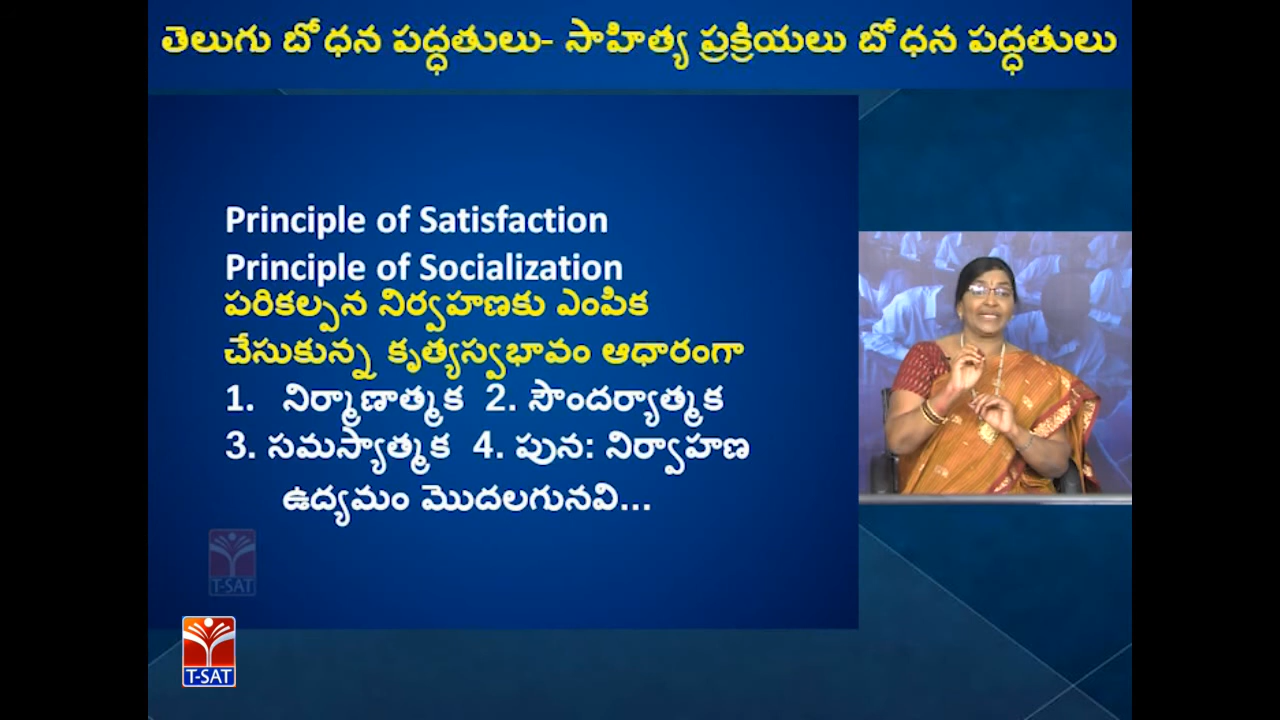 తెలుగు బోధన పద్ధతులు- సాహిత్య ప్రక్రియలు బోధన పద్ధతులు
Principle of Satisfaction
Principle of Socialization
పరికల్పన నిర్వహణకు ఎంపిక
చేసుకున్న కృత్యస్వభావం ఆధారంగా
1. నిర్మాణాత్మక 2. సౌందర్యాత్మక
3. సమస్యాత్మక 4. పున: నిర్వాహణ
ఉద్యమం మొదలగునవి...
T-SAT
T-SAT